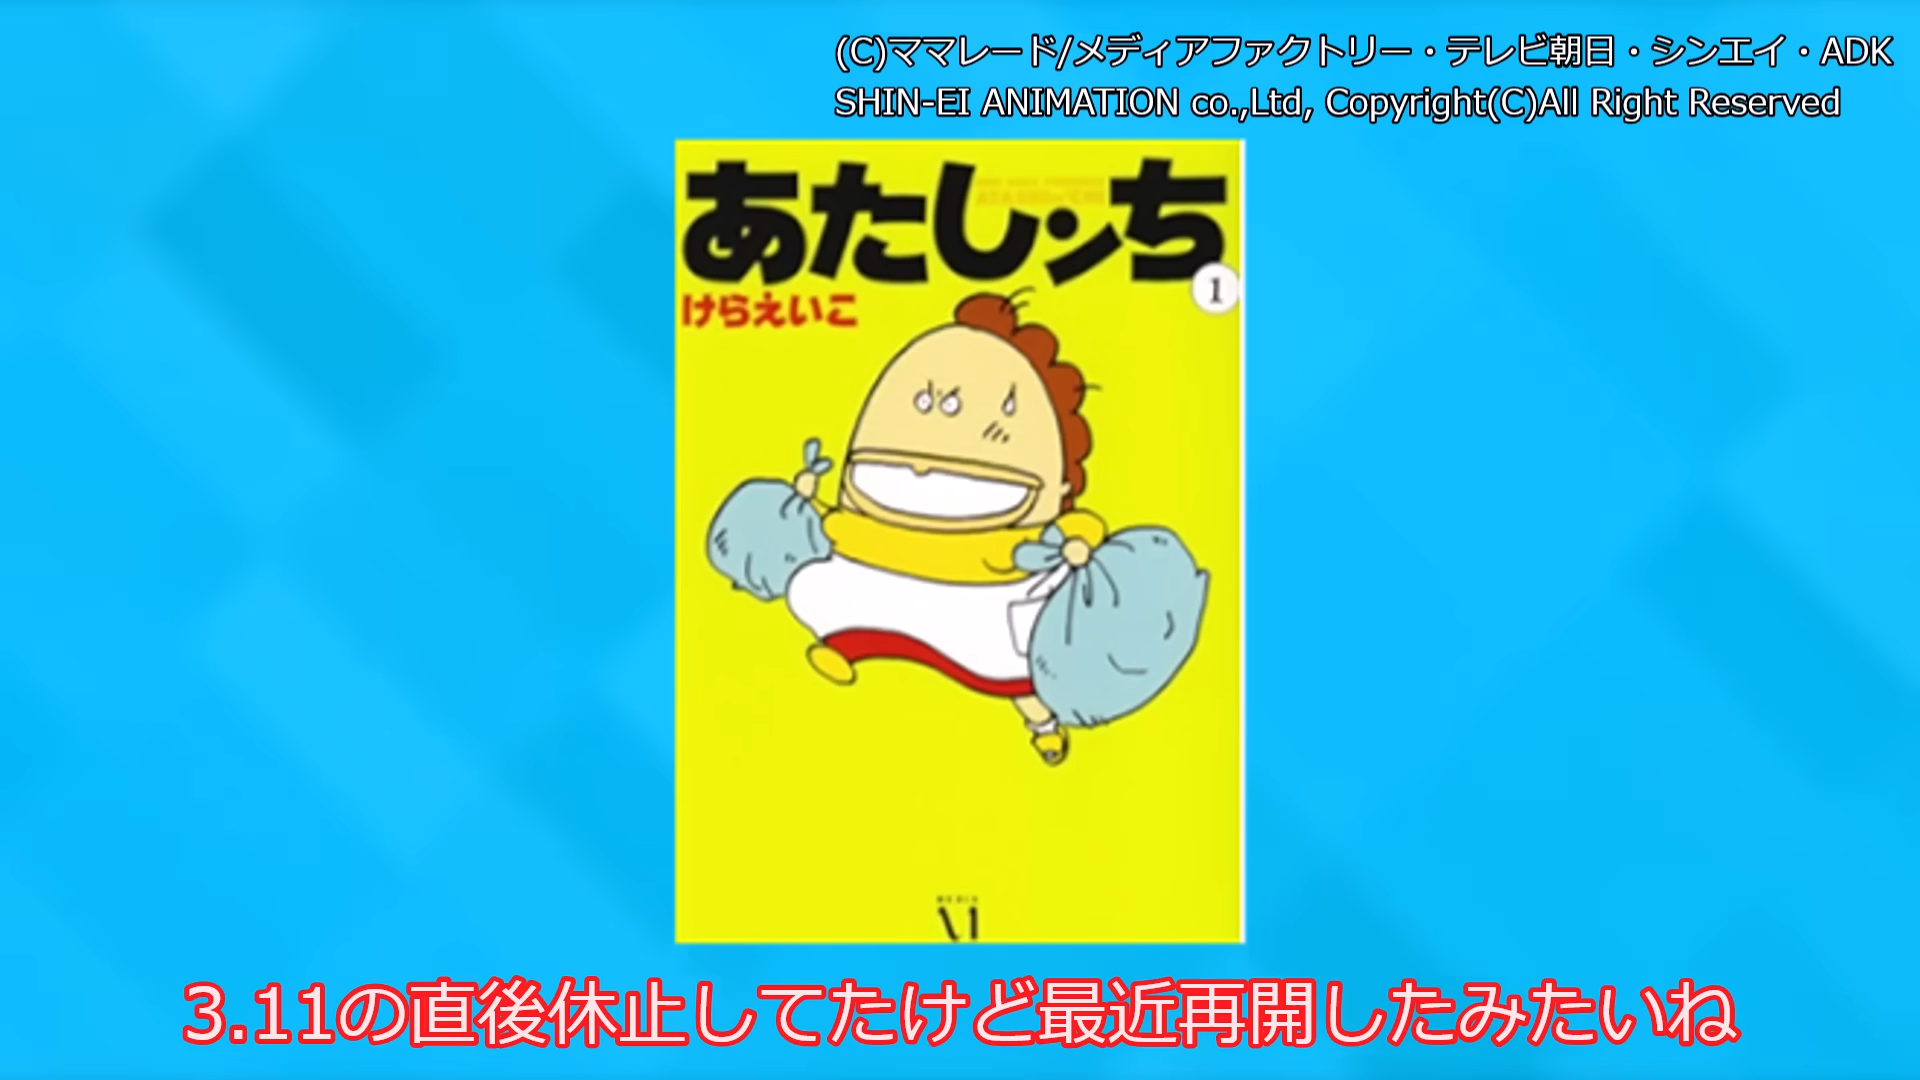 (C)ママレード/メディアファクトリー・テレビ朝日・シンエイ・ADK
SHIN-EI ANIMATION co.,Ltd, Copyright(C)All Right Reserved
あたしンち
1
けらえいこ
3.11の直後休止してたけど最近再開したみたいね